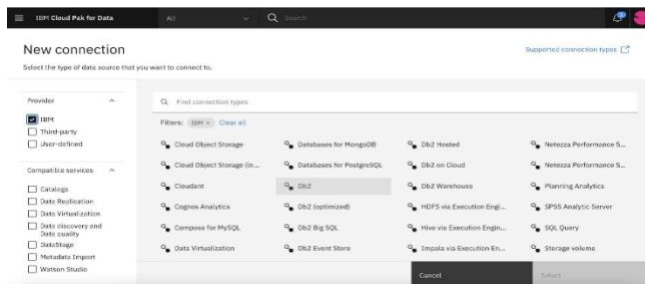 IBM Cloud Pak for Data
All
Search
New connection
Supported connection types
Select the type of data source that you want to connect to.
Provider
IBM
Third-party
User-defined
Compatible services
Catalogs
Data Replication
Data Virtualization
Data discovery and
Data quality
DataStage
Metadata Import
Watson Studio
Find connection types
Filters: IBM × Clear all
Cloud Object Storage
Databases for MongoDB
Db2 Hosted
Netezza Performance S...
Cloud Object Storage (in...
Databases for PostgreSQL
Db2 on Cloud
Netezza Performance S...
Cloudant
Db2
Db2 Warehouse
Planning Analytics
Cognos Analytics
Db2 (optimized)
HDFS via Execution Engi...
SPSS Analytic Server
Compose for MySQL
Db2 Big SQL
Hive via Execution Engin...
SQL Query
Data Virtualization
Db2 Event Store
Impala via Execution En...
Storage volume
Cancel
Select